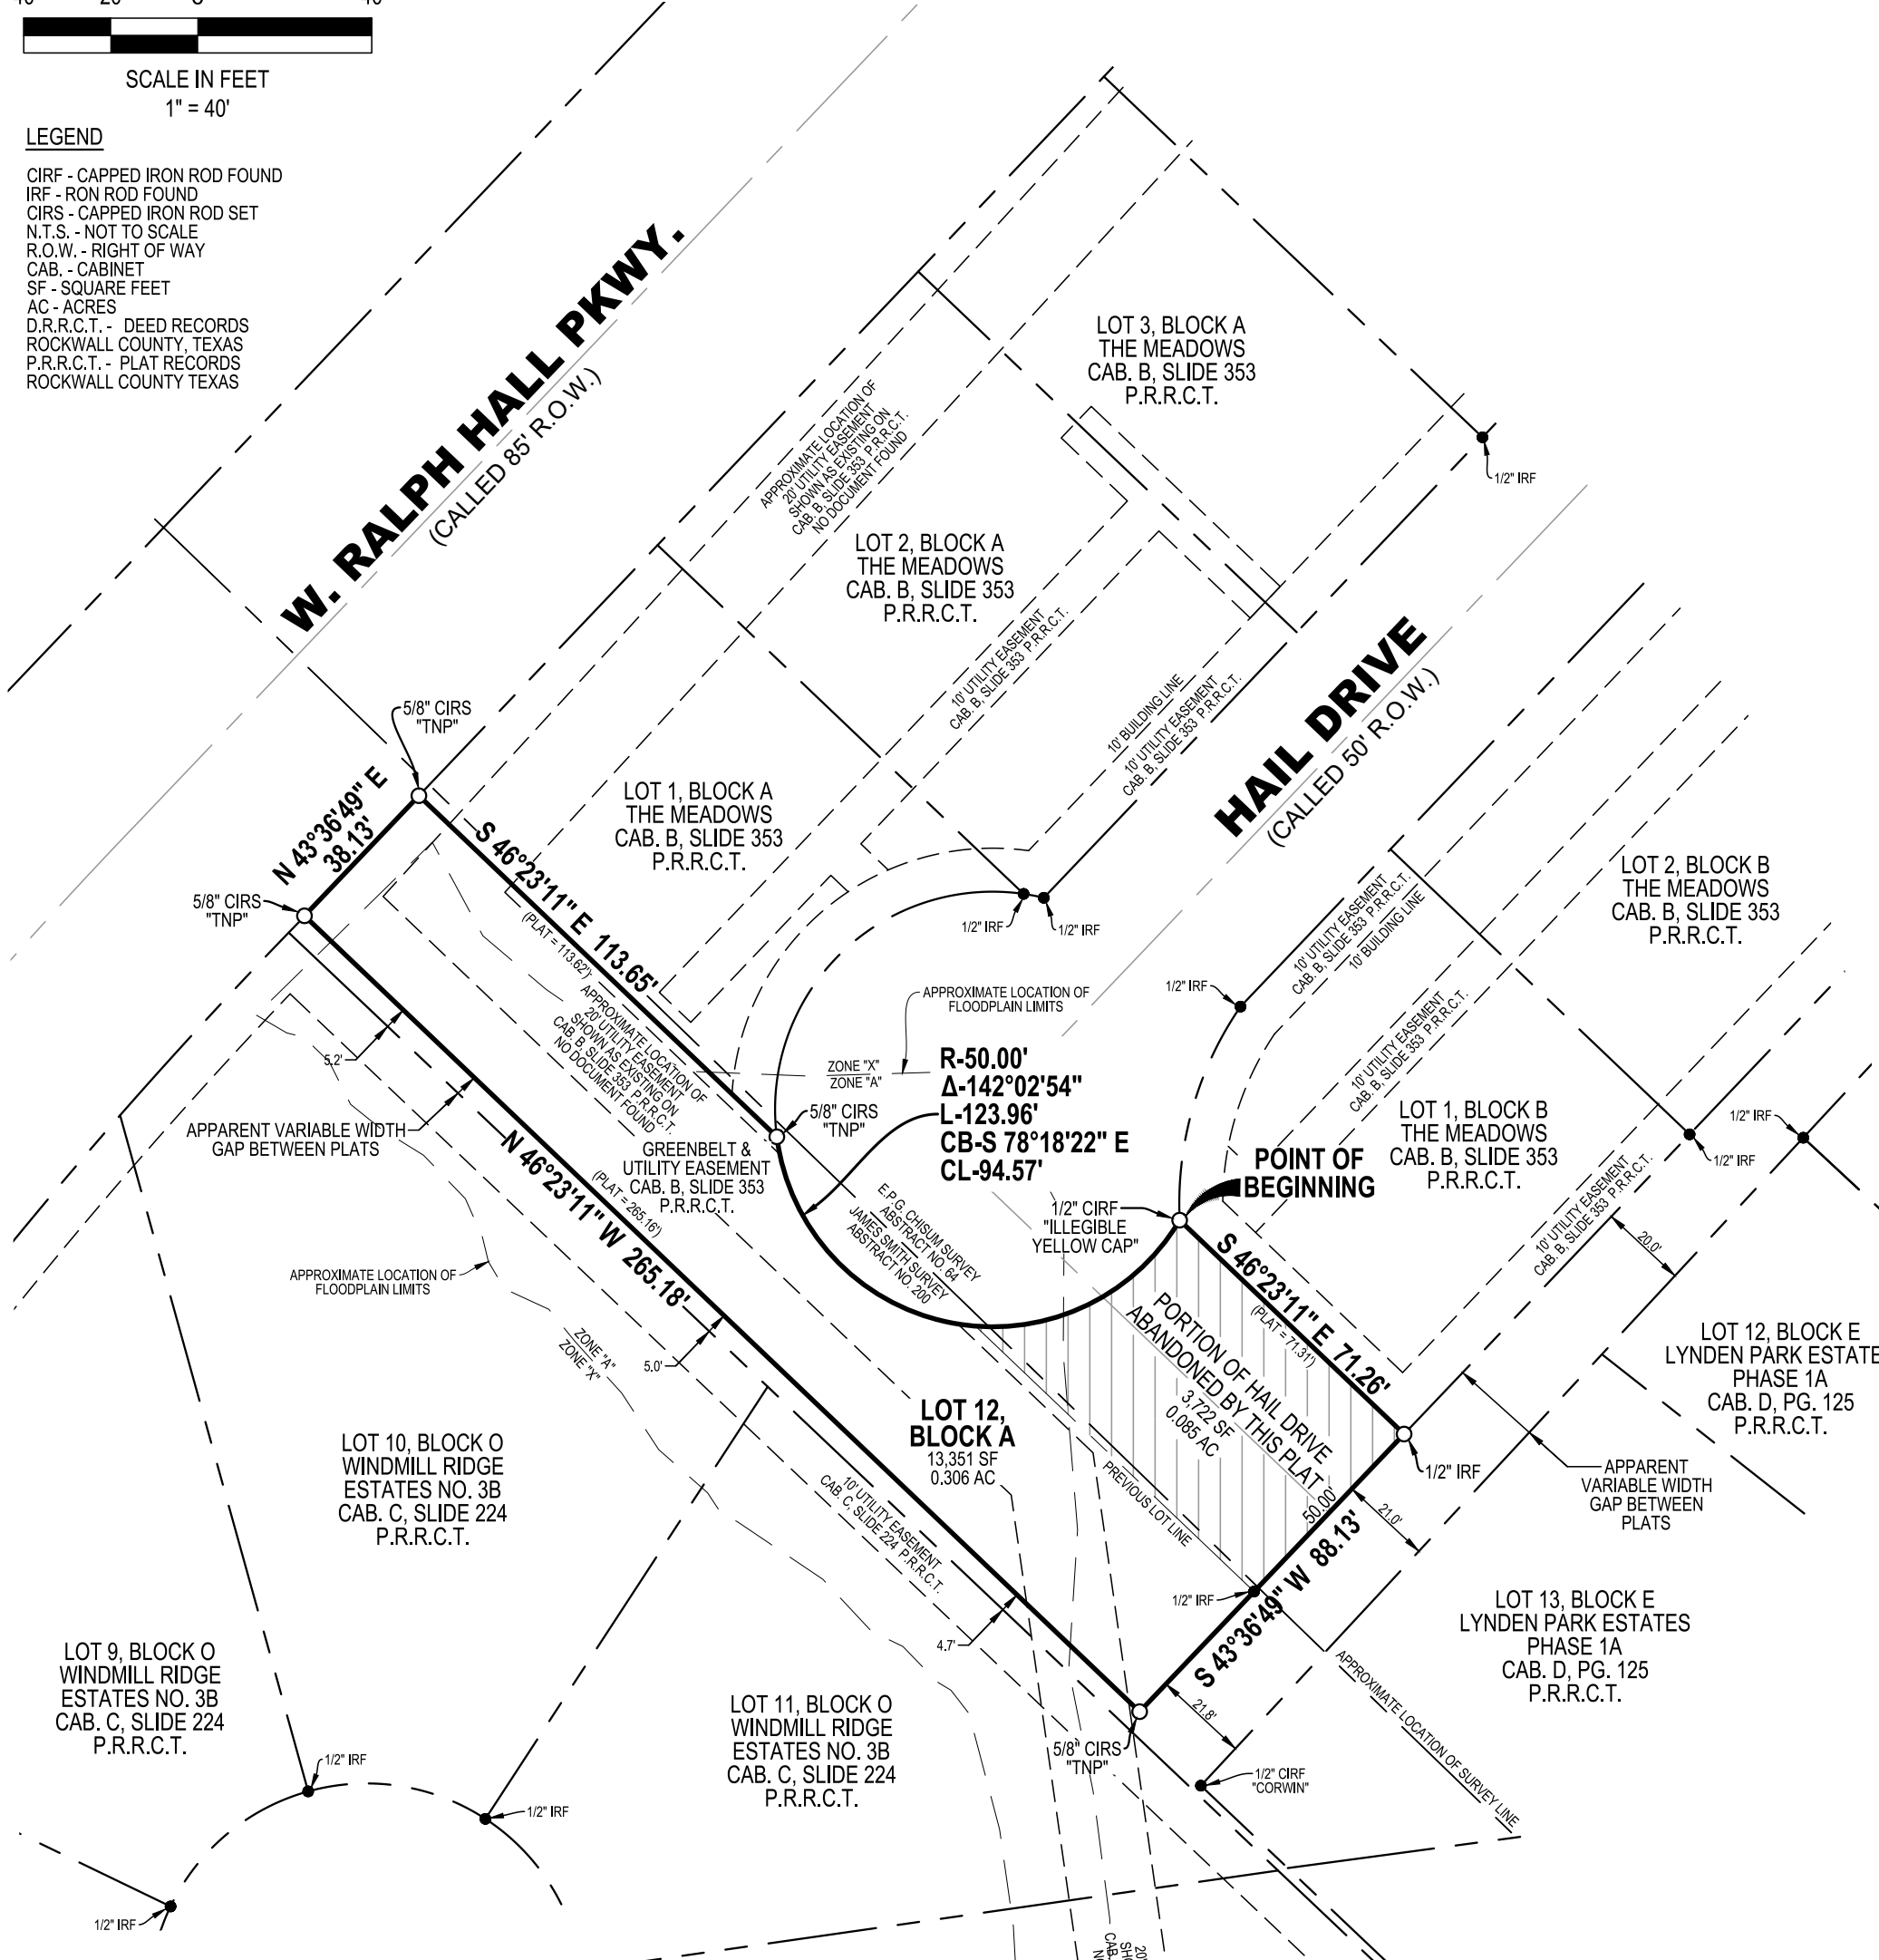 SCALE IN FEET
1" = 40'
LEGEND
CIRF - CAPPED IRON ROD FOUND
IRF - RON ROD FOUND
CIRS - CAPPED IRON ROD SET
N.T.S. - NOT TO SCALE
R.O.W. - RIGHT OF WAY
CAB. - CABINET
SF - SQUARE FEET
AC - ACRES
D.R.R.C.T. - DEED RECORDS
ROCKWALL COUNTY, TEXAS
P.R.R.C.T. - PLAT RECORDS
ROCKWALL COUNTY TEXAS
W. RALPH HALL PKWY.
(CALLED 85' R.O.W.)
LOT 3, BLOCK A
THE MEADOWS
CAB. B, SLIDE 353
P.R.R.C.T.
1/2" IRF
APPROXIMATE LOCATION OF
20' UTILITY EASEMENT
SHOWN AS EXISTING ON
CAB. B, SLIDE 353 P.R.R.C.T.
NO DOCUMENT FOUND
LOT 2, BLOCK A
THE MEADOWS
CAB. B, SLIDE 353
P.R.R.C.T.
10' UTILITY EASEMENT
CAB. B, SLIDE 353 P.R.R.C.T.
10' BUILDING LINE
10' UTILITY EASEMENT
CAB. B, SLIDE 353 P.R.R.C.T.
HAIL DRIVE
(CALLED 50' R.O.W.)
5/8" CIRS
"TNP"
N 43°36'49" E
38.13'
5/8" CIRS
"TNP"
LOT 1, BLOCK A
THE MEADOWS
CAB. B, SLIDE 353
P.R.R.C.T.
S 46°23'11" E 113.65'
(PLAT = 113.62')
1/2" IRF
1/2" IRF
LOT 2, BLOCK B
THE MEADOWS
CAB. B, SLIDE 353
P.R.R.C.T.
10' UTILITY EASEMENT
CAB. B, SLIDE 353 P.R.R.C.T.
10' BUILDING LINE
1/2" IRF
10' UTILITY EASEMENT
CAB. B, SLIDE 353 P.R.R.C.T.
APPROXIMATE LOCATION OF
FLOODPLAIN LIMITS
ZONE "X"
ZONE "A"
APPROXIMATE LOCATION OF
20' UTILITY EASEMENT
SHOWN AS EXISTING ON
CAB. B, SLIDE 353 P.R.R.C.T.
NO DOCUMENT FOUND
5.2'
R-50.00'
Δ-142°02'54"
L-123.96'
CB-S 78°18'22" E
CL-94.57'
5/8" CIRS
"TNP"
APPARENT VARIABLE WIDTH
GAP BETWEEN PLATS
GREENBELT &
UTILITY EASEMENT
CAB. B, SLIDE 353
P.R.R.C.T.
N 46°23'11" W 265.18'
(PLAT = 265.16')
LOT 1, BLOCK B
THE MEADOWS
CAB. B, SLIDE 353
P.R.R.C.T.
1/2" IRF
1/2" IRF
POINT OF
BEGINNING
1/2" CIRF
"ILLEGIBLE
YELLOW CAP"
E.P.G. CHISUM SURVEY
ABSTRACT NO. 64
JAMES SMITH SURVEY
ABSTRACT NO. 200
10' UTILITY EASEMENT
CAB. B, SLIDE 353 P.R.R.C.T.
20.0'
S 46°23'11" E 71.26'
(PLAT = 71.31')
APPROXIMATE LOCATION OF
FLOODPLAIN LIMITS
ZONE "A"
ZONE "X"
5.0'
PORTION OF HAIL DRIVE
ABANDONED BY THIS PLAT
3,722 SF
0.085 AC
LOT 12, BLOCK E
LYNDEN PARK ESTATE
PHASE 1A
CAB. D, PG. 125
P.R.R.C.T.
LOT 12,
BLOCK A
13,351 SF
0.306 AC
LOT 10, BLOCK O
WINDMILL RIDGE
ESTATES NO. 3B
CAB. C, SLIDE 224
P.R.R.C.T.
10' UTILITY EASEMENT
CAB. C, SLIDE 224 P.R.R.C.T.
PREVIOUS LOT LINE
1/2" IRF
APPARENT
VARIABLE WIDTH
GAP BETWEEN
PLATS
50.00'
21.0'
S 43°36'49" W 88.13'
1/2" IRF
LOT 13, BLOCK E
LYNDEN PARK ESTATES
PHASE 1A
CAB. D, PG. 125
P.R.R.C.T.
4.7'
LOT 9, BLOCK O
WINDMILL RIDGE
ESTATES NO. 3B
CAB. C, SLIDE 224
P.R.R.C.T.
LOT 11, BLOCK O
WINDMILL RIDGE
ESTATES NO. 3B
CAB. C, SLIDE 224
P.R.R.C.T.
21.8'
5/8" CIRS
"TNP"
1/2" CIRF
"CORWIN"
APPROXIMATE LOCATION OF SURVEY LINE
1/2" IRF
1/2" IRF
1/2" IRF